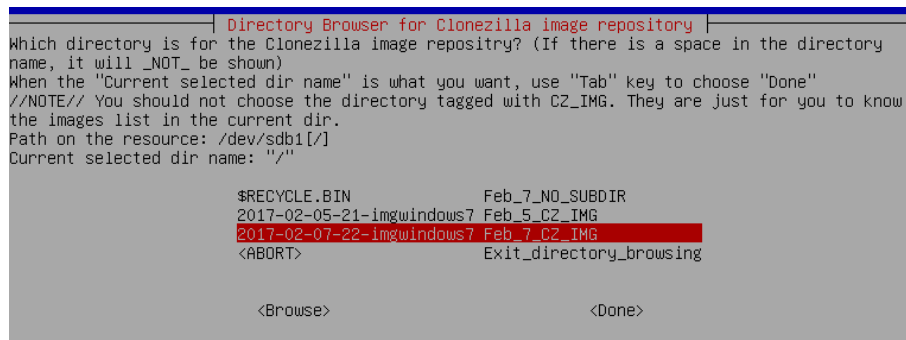 Directory Browser for Clonezilla image repository
Which directory is for the Clonezilla image repositry? (If there is a space in the directory
name, it will _NOT_ be shown)
When the "Current selected dir name" is what you want, use "Tab" key to choose "Done"
//NOTE// You should not choose the directory tagged with CZ_IMG. They are just for you to know
the images list in the current dir.
Path on the resource: /dev/sdb1[/]
Current selected dir name: "/"
$RECYCLE.BIN Feb_7_NO_SUBDIR
2017-02-05-21-imgwindows7 Feb_5_CZ_IMG
2017-02-07-22-imgwindows7 Feb_7_CZ_IMG
<ABORT> Exit_directory_browsing
<Browse> <Done>